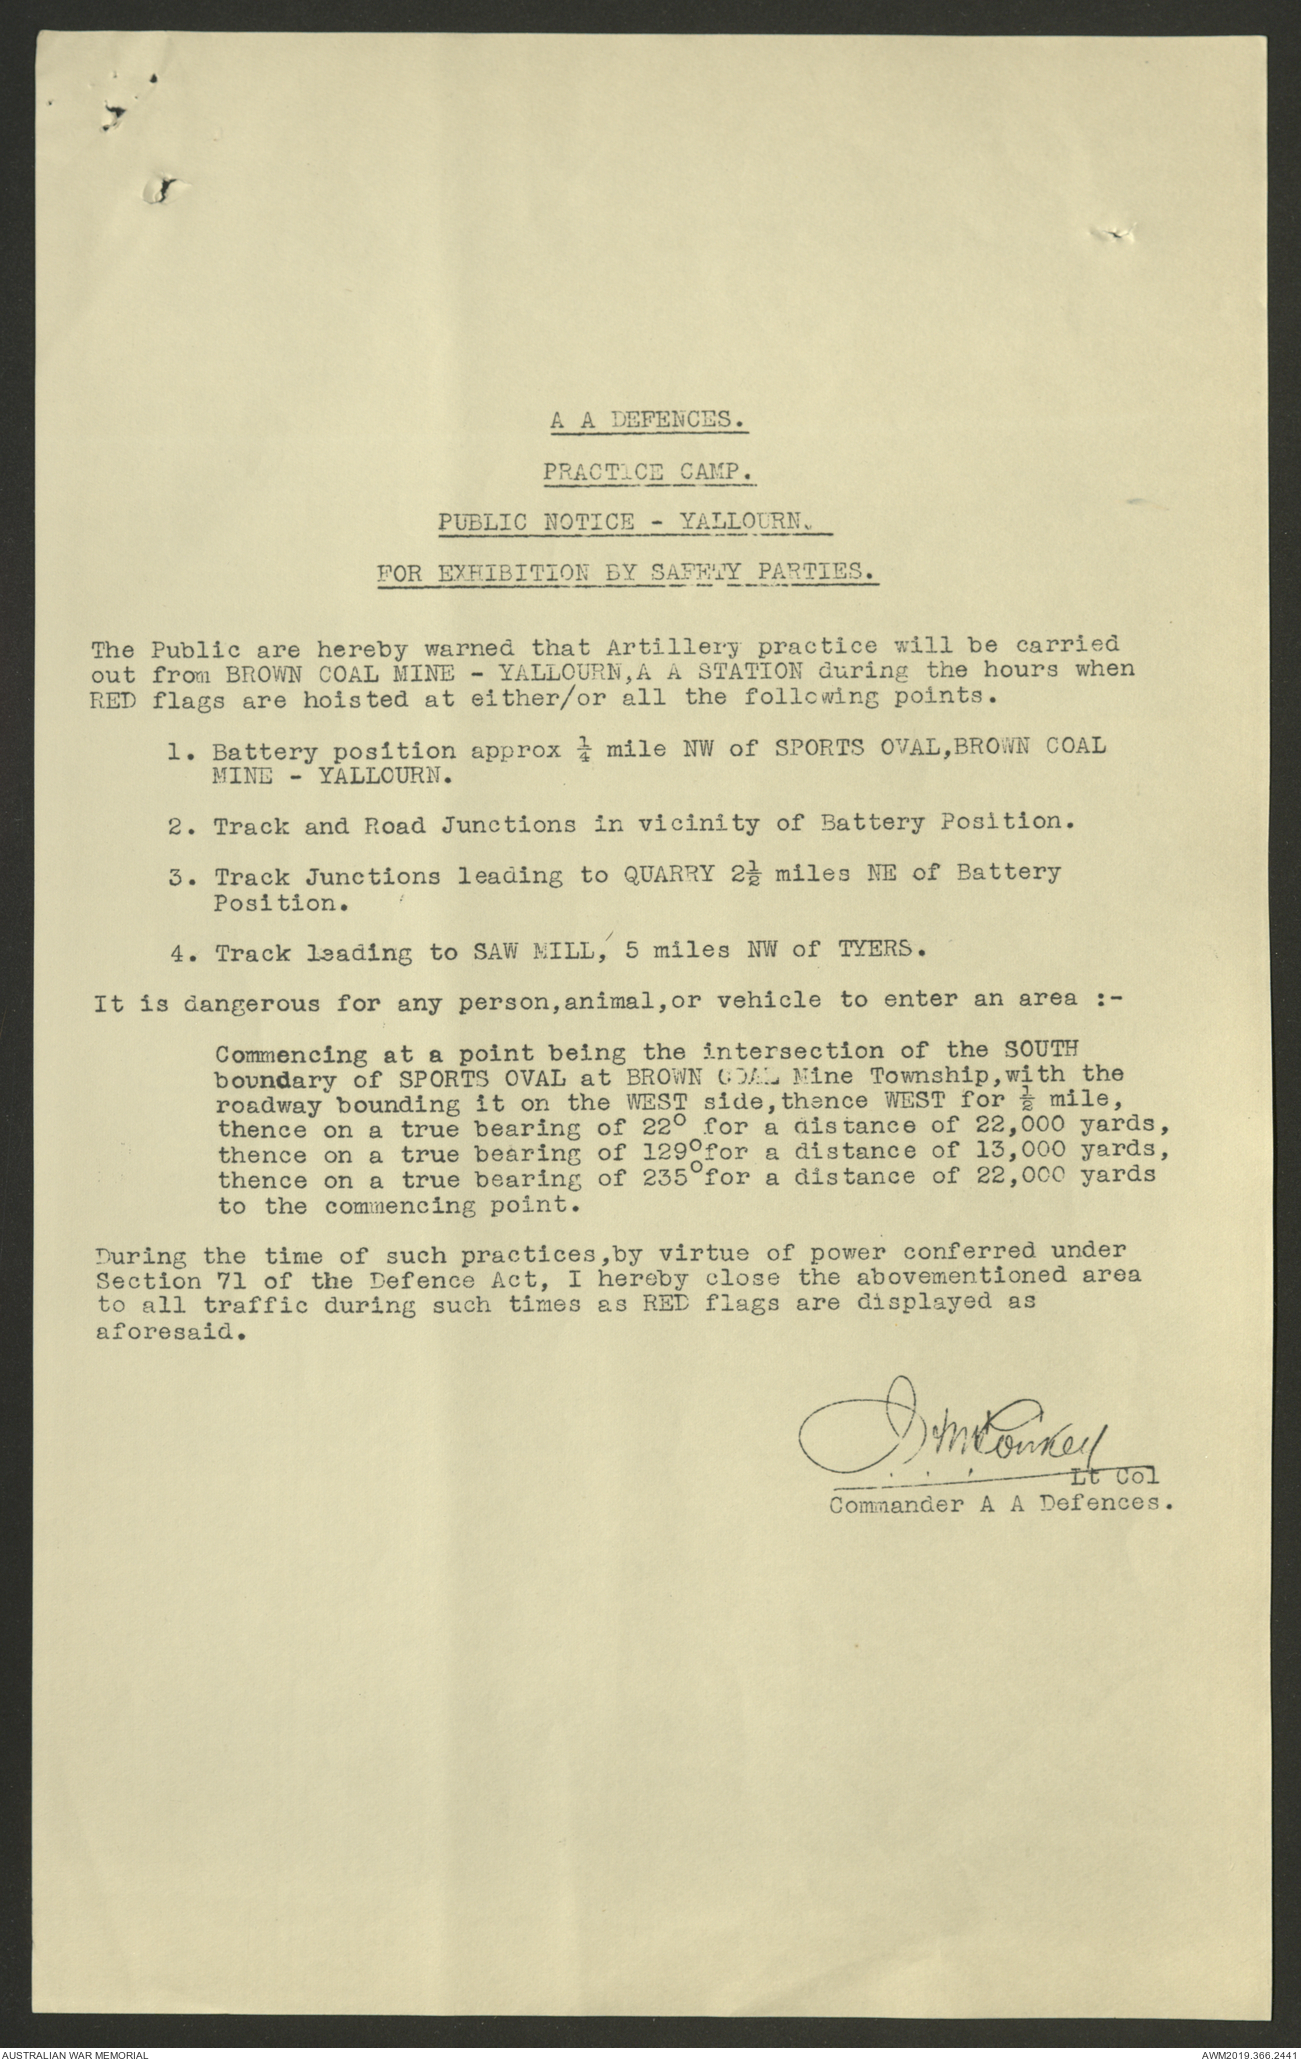 A A DEFENCES.
PRACTICE CAMP.
PUBLIC NOTICE - YALLOURN.
FOR EXHIBITION BY SAFETY PARTIES.
The Public are hereby warned that Artillery practice will be carried
out from BROWN COAL MINE - YALLOURN,A A STATION during the hours when
RED flags are hoisted at either/or all the following points.
1. Battery position approx ¼ mile NW of SPORTS OVAL,BROWN COAL
MINE - YALLOURN.
2. Track and Road Junctions in vicinity of Battery Position.
3. Track Junctions leading to QUARRY 2½ miles NE of Battery
Position.
4. Track leading to SAW MILL, 5 miles NW of TYERS.
It is dangerous for any person,animal,or vehicle to enter an area :-
Commencing at a point being the intersection of the SOUTH
boundary of SPORTS OVAL at BROWN COAL Mine Township,with the
roadway bounding it on the WEST side,thence WEST for ½ mile,
thence on a true bearing of 22° for a distance of 22,000 yards,
thence on a true bearing of 129°for a distance of 13,000 yards,
thence on a true bearing of 235°for a distance of 22,000 yards
to the commencing point.
During the time of such practices,by virtue of power conferred under
Section 71 of the Defence Act, I hereby close the abovementioned area
to all traffic during such times as RED flags are displayed as
aforesaid.
McConkey
Lt Col
Commander A A Defences.
AUSTRALIAN WAR MEMORIAL
AWM2019.366.2441